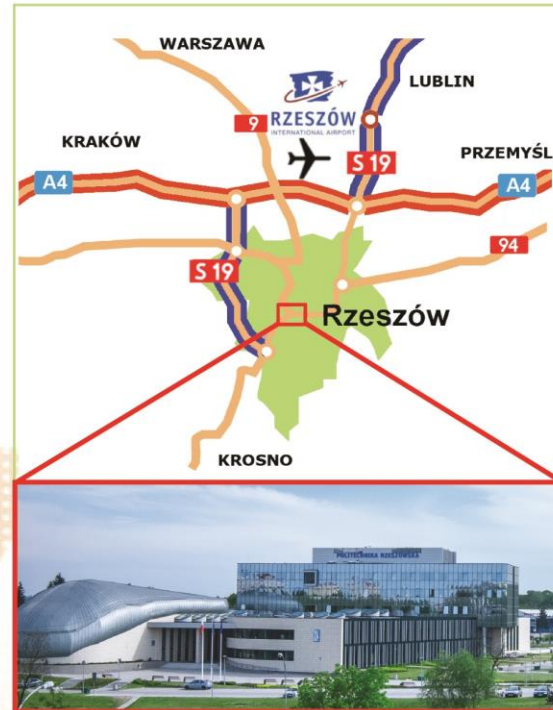 WARSZAWA
LUBLIN
9
RZESZÓW
INTERNATIONAL AIRPORT
KRAKÓW
S 19
PRZEMYŚL
A4
A4
94
S 19
Rzeszów
KROSNO
POLITECHNIKA RZESZOWSKA